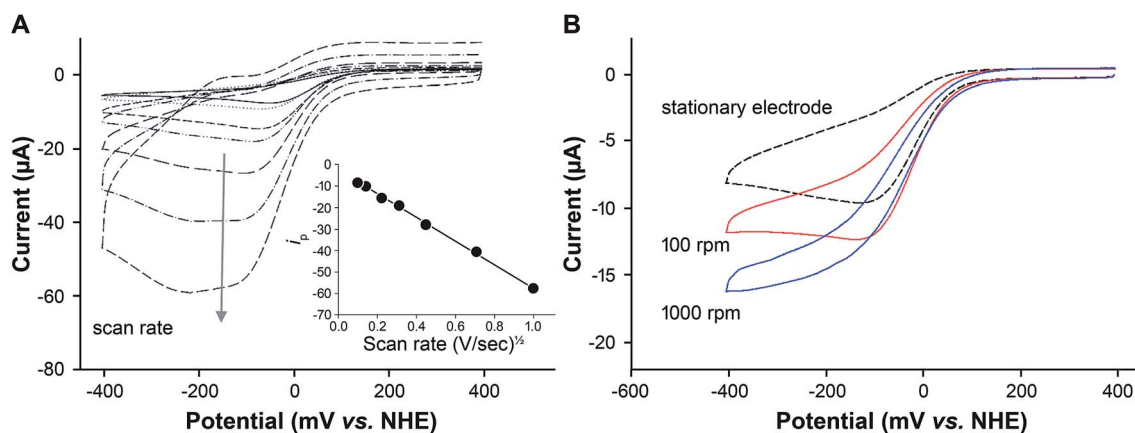 A
Current (µA)
0
-20
-40
-60
-80
-400
-200
0
200
400
Potential (mV vs. NHE)
scan rate
0
-10
-20
-30
-40
-50
-60
-70
0.0
0.2
0.4
0.6
0.8
1.0
ip
Scan rate (V/sec)½
B
Current (µA)
0
-5
-10
-15
-20
-600
-400
-200
0
200
400
Potential (mV vs. NHE)
stationary electrode
100 rpm
1000 rpm